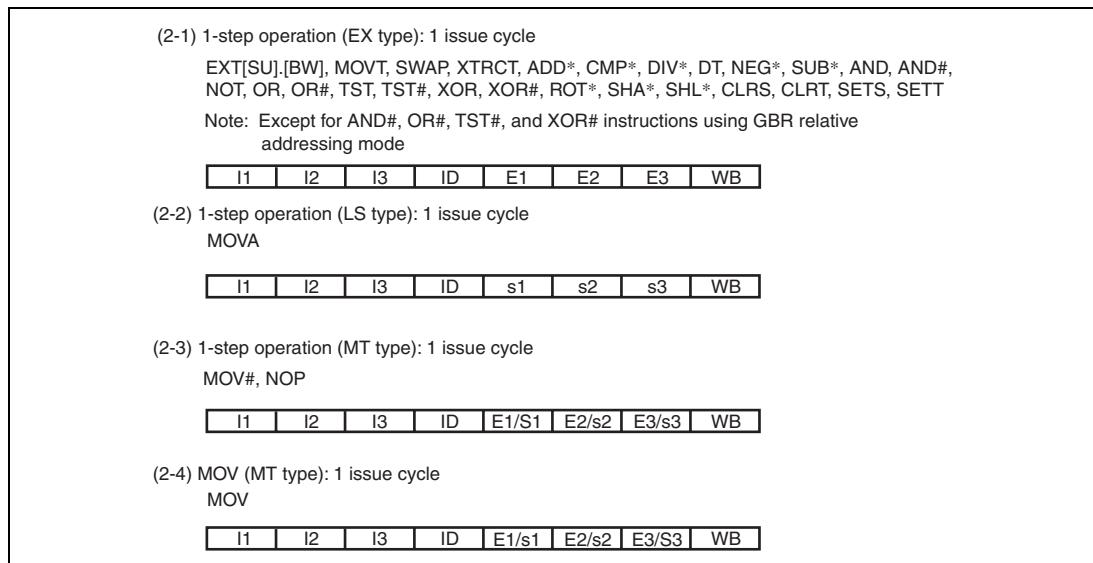 (2-1) 1-step operation (EX type): 1 issue cycle
EXT[SU].[BW], MOVT, SWAP, XTRCT, ADD*, CMP*, DIV*, DT, NEG*, SUB*, AND, AND#,
NOT, OR, OR#, TST, TST#, XOR, XOR#, ROT*, SHA*, SHL*, CLRS, CLRT, SETS, SETT
Note: Except for AND#, OR#, TST#, and XOR# instructions using GBR relative
addressing mode
I1 I2 I3 ID E1 E2 E3 WB
(2-2) 1-step operation (LS type): 1 issue cycle
MOVA
I1 I2 I3 ID s1 s2 s3 WB
(2-3) 1-step operation (MT type): 1 issue cycle
MOV#, NOP
I1 I2 I3 ID E1/S1 E2/s2 E3/s3 WB
(2-4) MOV (MT type): 1 issue cycle
MOV
I1 I2 I3 ID E1/s1 E2/s2 E3/S3 WB